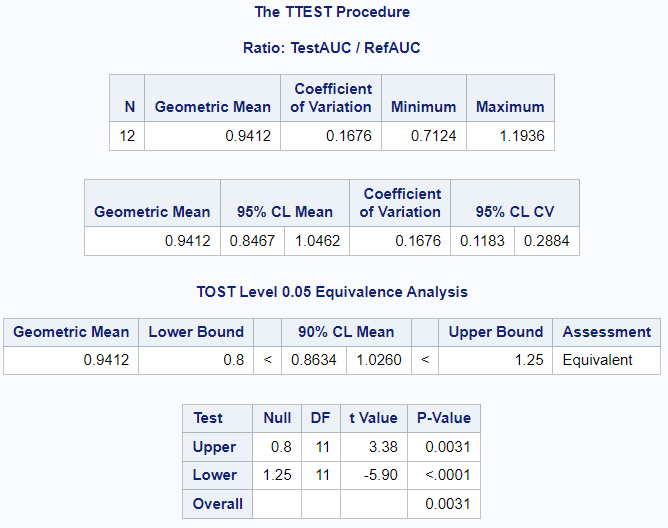 The TTEST Procedure
Ratio: TestAUC / RefAUC
N Geometric Mean Coefficient of Variation Minimum Maximum
12 0.9412 0.1676 0.7124 1.1936
Geometric Mean 95% CL Mean Coefficient of Variation 95% CL CV
0.9412 0.8467 1.0462 0.1676 0.1183 0.2884
TOST Level 0.05 Equivalence Analysis
Geometric Mean Lower Bound 90% CL Mean Upper Bound Assessment
0.9412 0.8 < 0.8634 1.0260 < 1.25 Equivalent
Test Null DF t Value P-Value
Upper 0.8 11 3.38 0.0031
Lower 1.25 11 -5.90 <.0001
Overall 0.0031